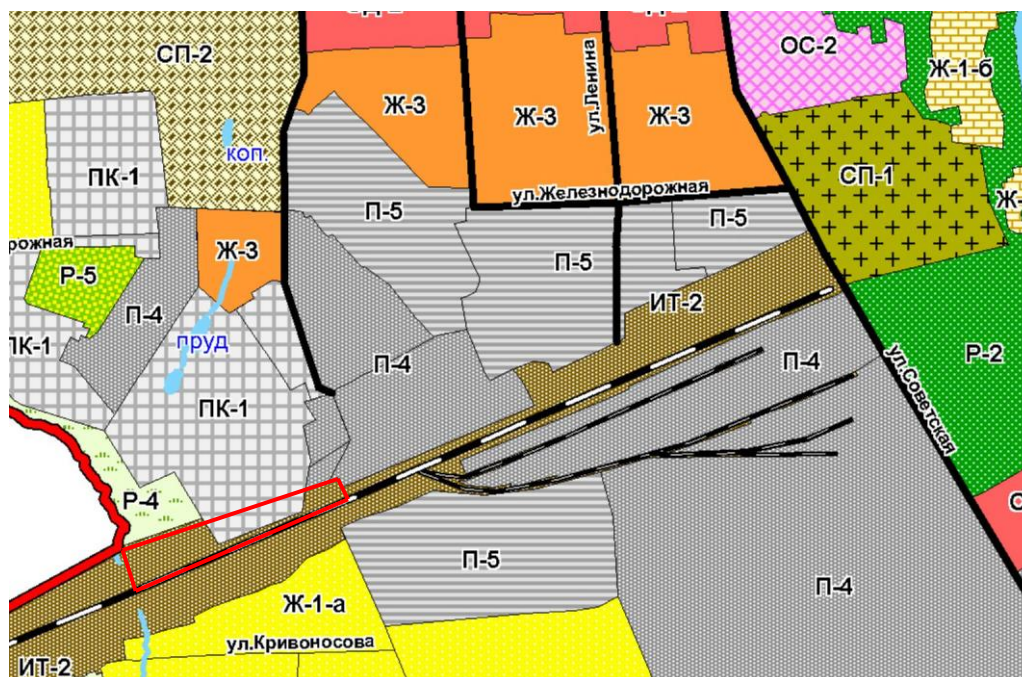 СП-2
ОС-2
Ж-1-б
Ж-3
Ж-3
ул.Ленина
Ж-3
коп.
ПК-1
СП-1
ул.Железнодорожная
П-5
П-5
Ж-3
П-5
Р-5
ИТ-2
П-4
пруд
ПК-1
П-4
П-4
Р-2
ул.Советская
ПК-1
Р-4
П-5
П-4
Ж-1-а
ул.Кривоносова
ИТ-2